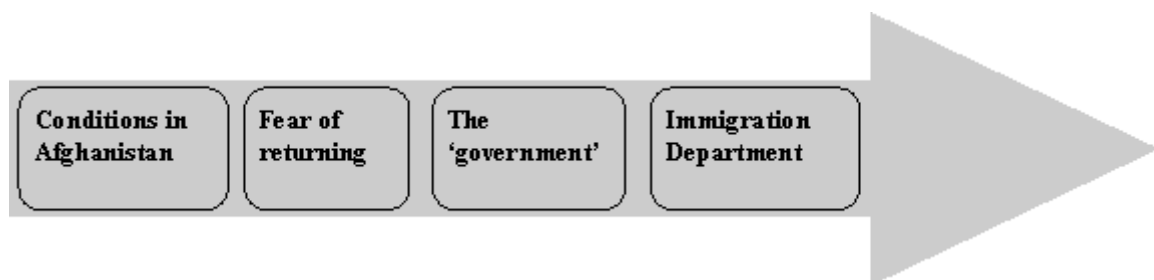 Conditions in
Afghanistan
Fear of
returning
The
‘government’
Immigration
Department